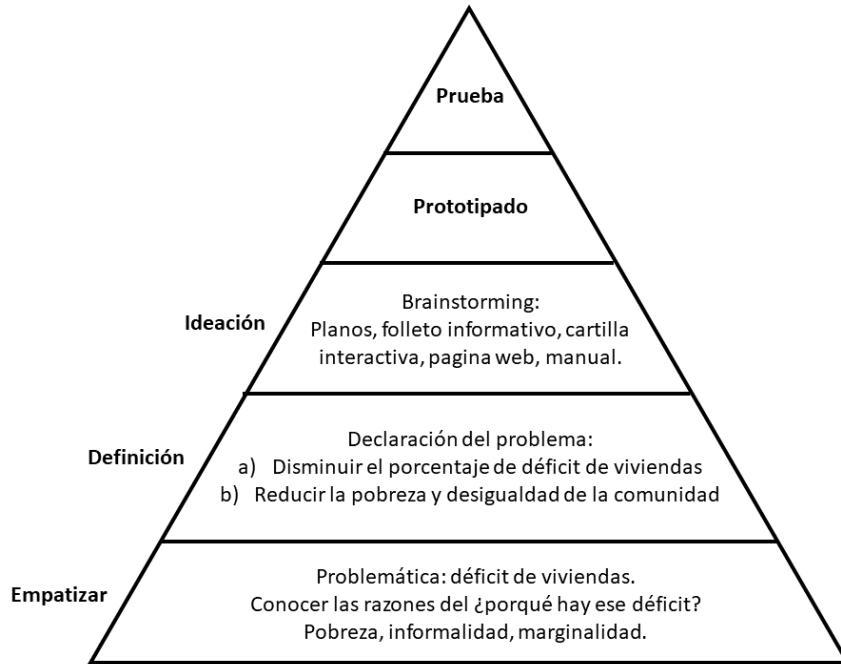 Prueba
Prototipado
Ideación
Brainstorming:
Planos, folleto informativo, cartilla
interactiva, pagina web, manual.
Definición
Declaración del problema:
a) Disminuir el porcentaje de déficit de viviendas
b) Reducir la pobreza y desigualdad de la comunidad
Empatizar
Problemática: déficit de viviendas.
Conocer las razones del ¿porqué hay ese déficit?
Pobreza, informalidad, marginalidad.